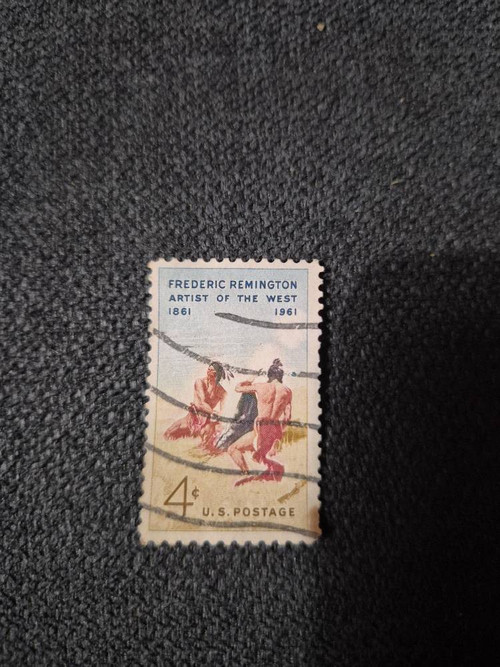 FREDERIC REMINGTON
ARTIST OF THE WEST
1861 1961
4¢ U.S. POSTAGE